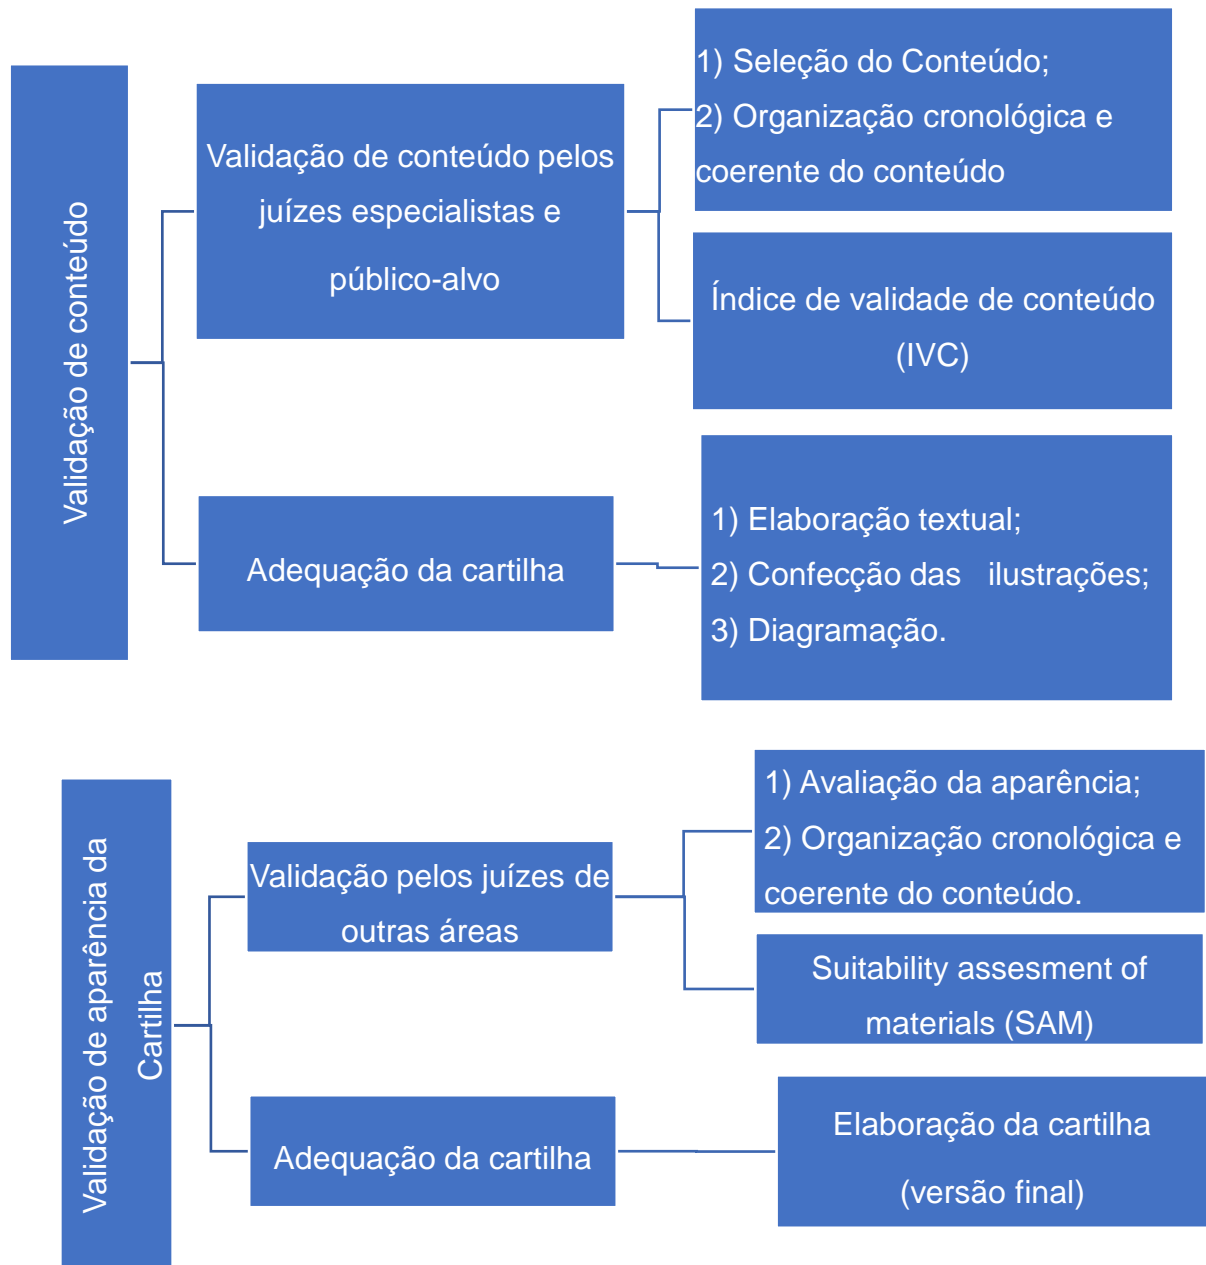 Validação de conteúdo
Validação de conteúdo pelos
juízes especialistas e
público-alvo
1) Seleção do Conteúdo;
2) Organização cronológica e
coerente do conteúdo
Índice de validade de conteúdo
(IVC)
Adequação da cartilha
1) Elaboração textual;
2) Confecção das ilustrações;
3) Diagramação.
Validação de aparência da
Cartilha
Validação pelos juízes de
outras áreas
1) Avaliação da aparência;
2) Organização cronológica e
coerente do conteúdo.
Suitability assesment of
materials (SAM)
Adequação da cartilha
Elaboração da cartilha
(versão final)